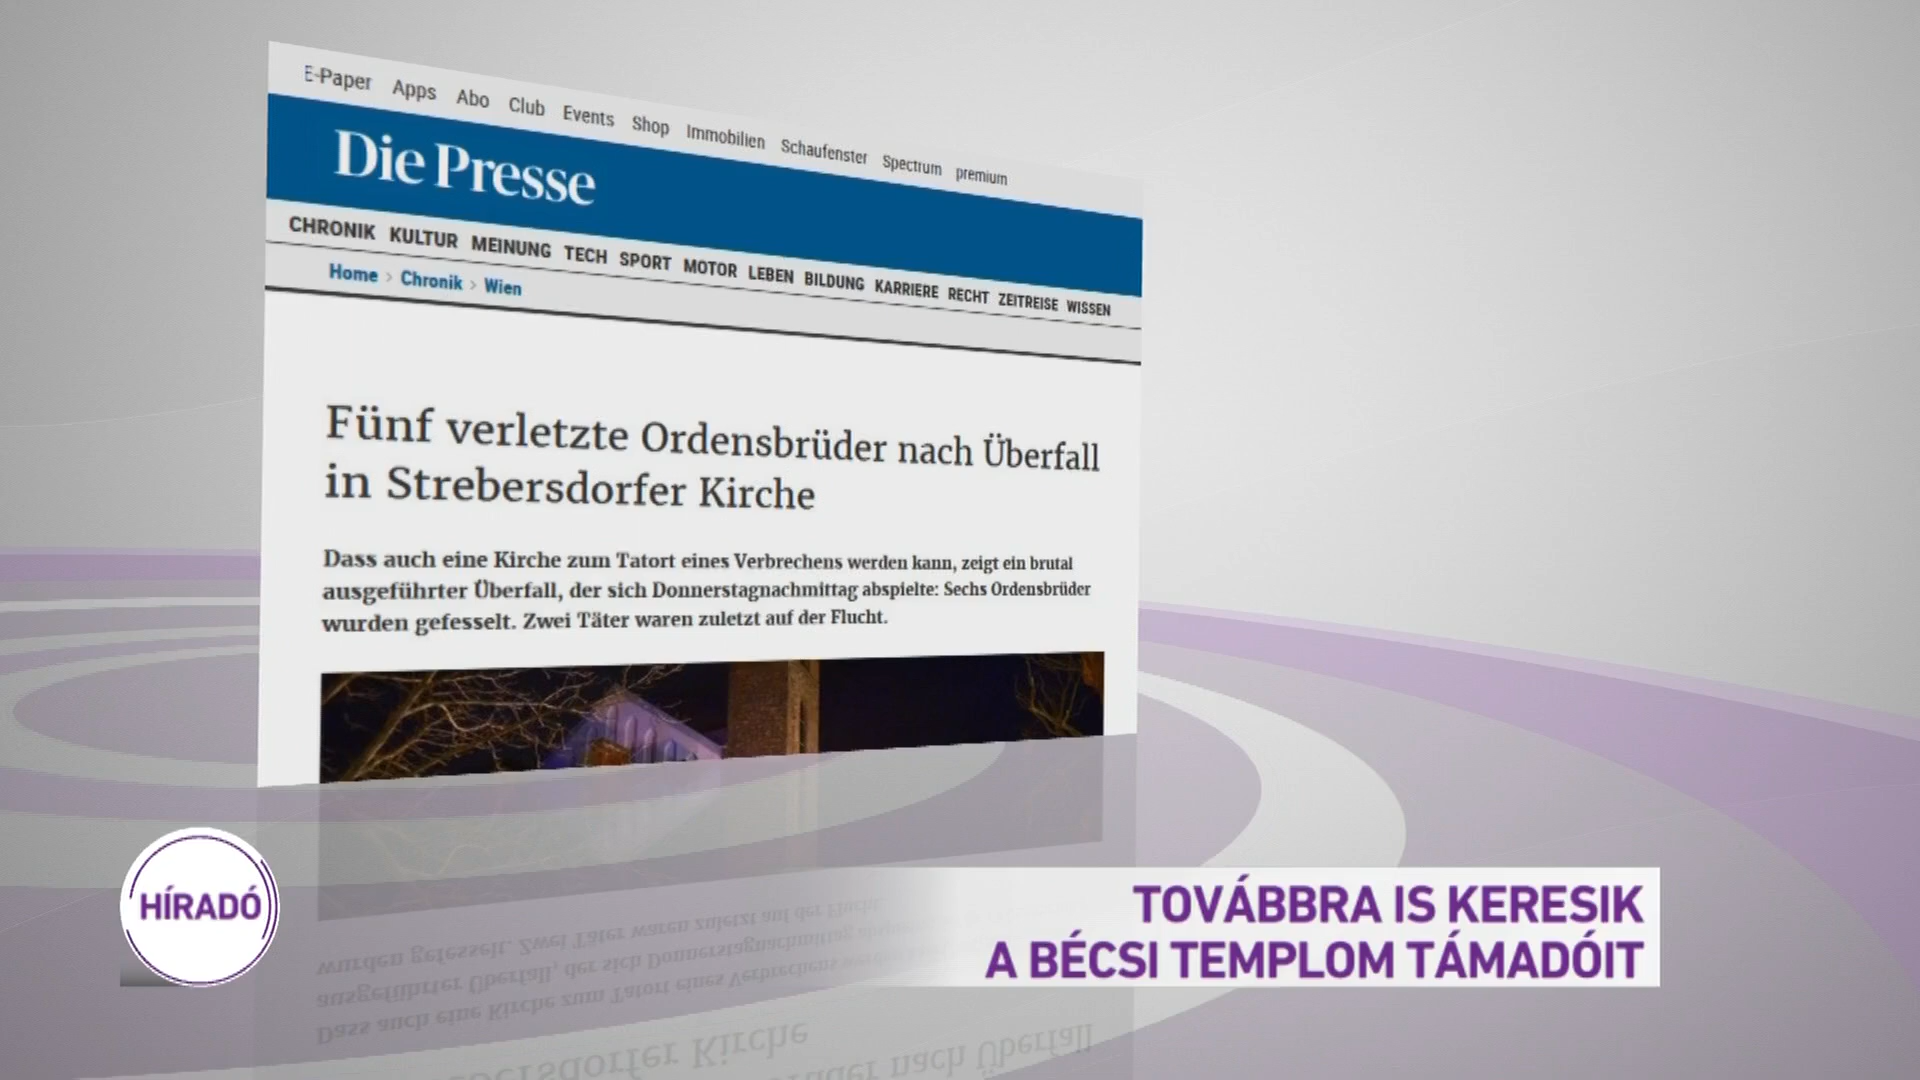 E-Paper Apps Abo Club Events Shop Immobilien Schaufenster Spectrum premium
Die Presse
CHRONIK KULTUR MEINUNG TECH SPORT MOTOR LEBEN BILDUNG KARRIERE RECHT ZEITREISE WISSEN
Home > Chronik > Wien
Fünf verletzte Ordensbrüder nach Überfall
in Strebersdorfer Kirche
Dass auch eine Kirche zum Tatort eines Verbrechens werden kann, zeigt ein brutal
ausgeführter Überfall, der sich Donnerstagnachmittag abspielte: Sechs Ordensbrüder
wurden gefesselt. Zwei Täter waren zuletzt auf der Flucht.
HÍRADÓ
TOVÁBBRA IS KERESIK
A BÉCSI TEMPLOM TÁMADÓIT